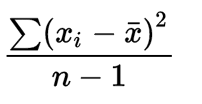 ∑(xᵢ − x̄)²
n − 1